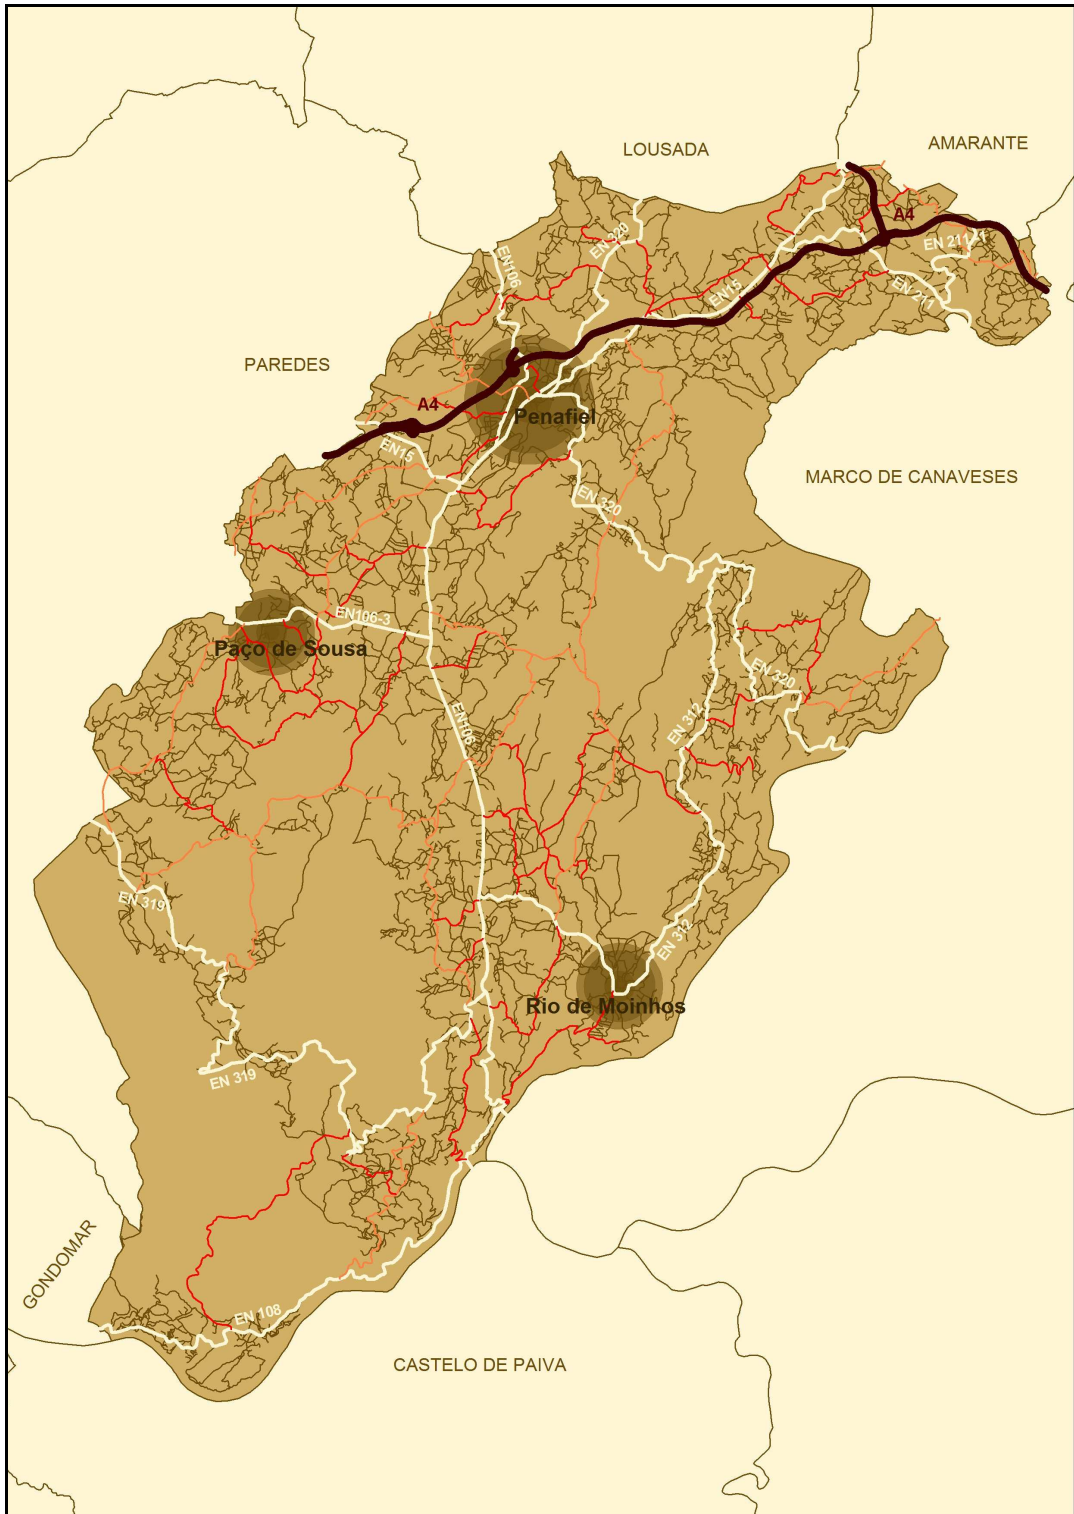 AMARANTE
LOUSADA
A4
EN 320
EN 211-1
EN106
EN 211
EN15
PAREDES
A4
Penafiel
EN15
MARCO DE CANAVESES
EN 320
EN106-3
Paço de Sousa
EN 320
EN 312
EN106
EN 319
EN 312
Rio de Moinhos
EN 319
GONDOMAR
EN 108
CASTELO DE PAIVA